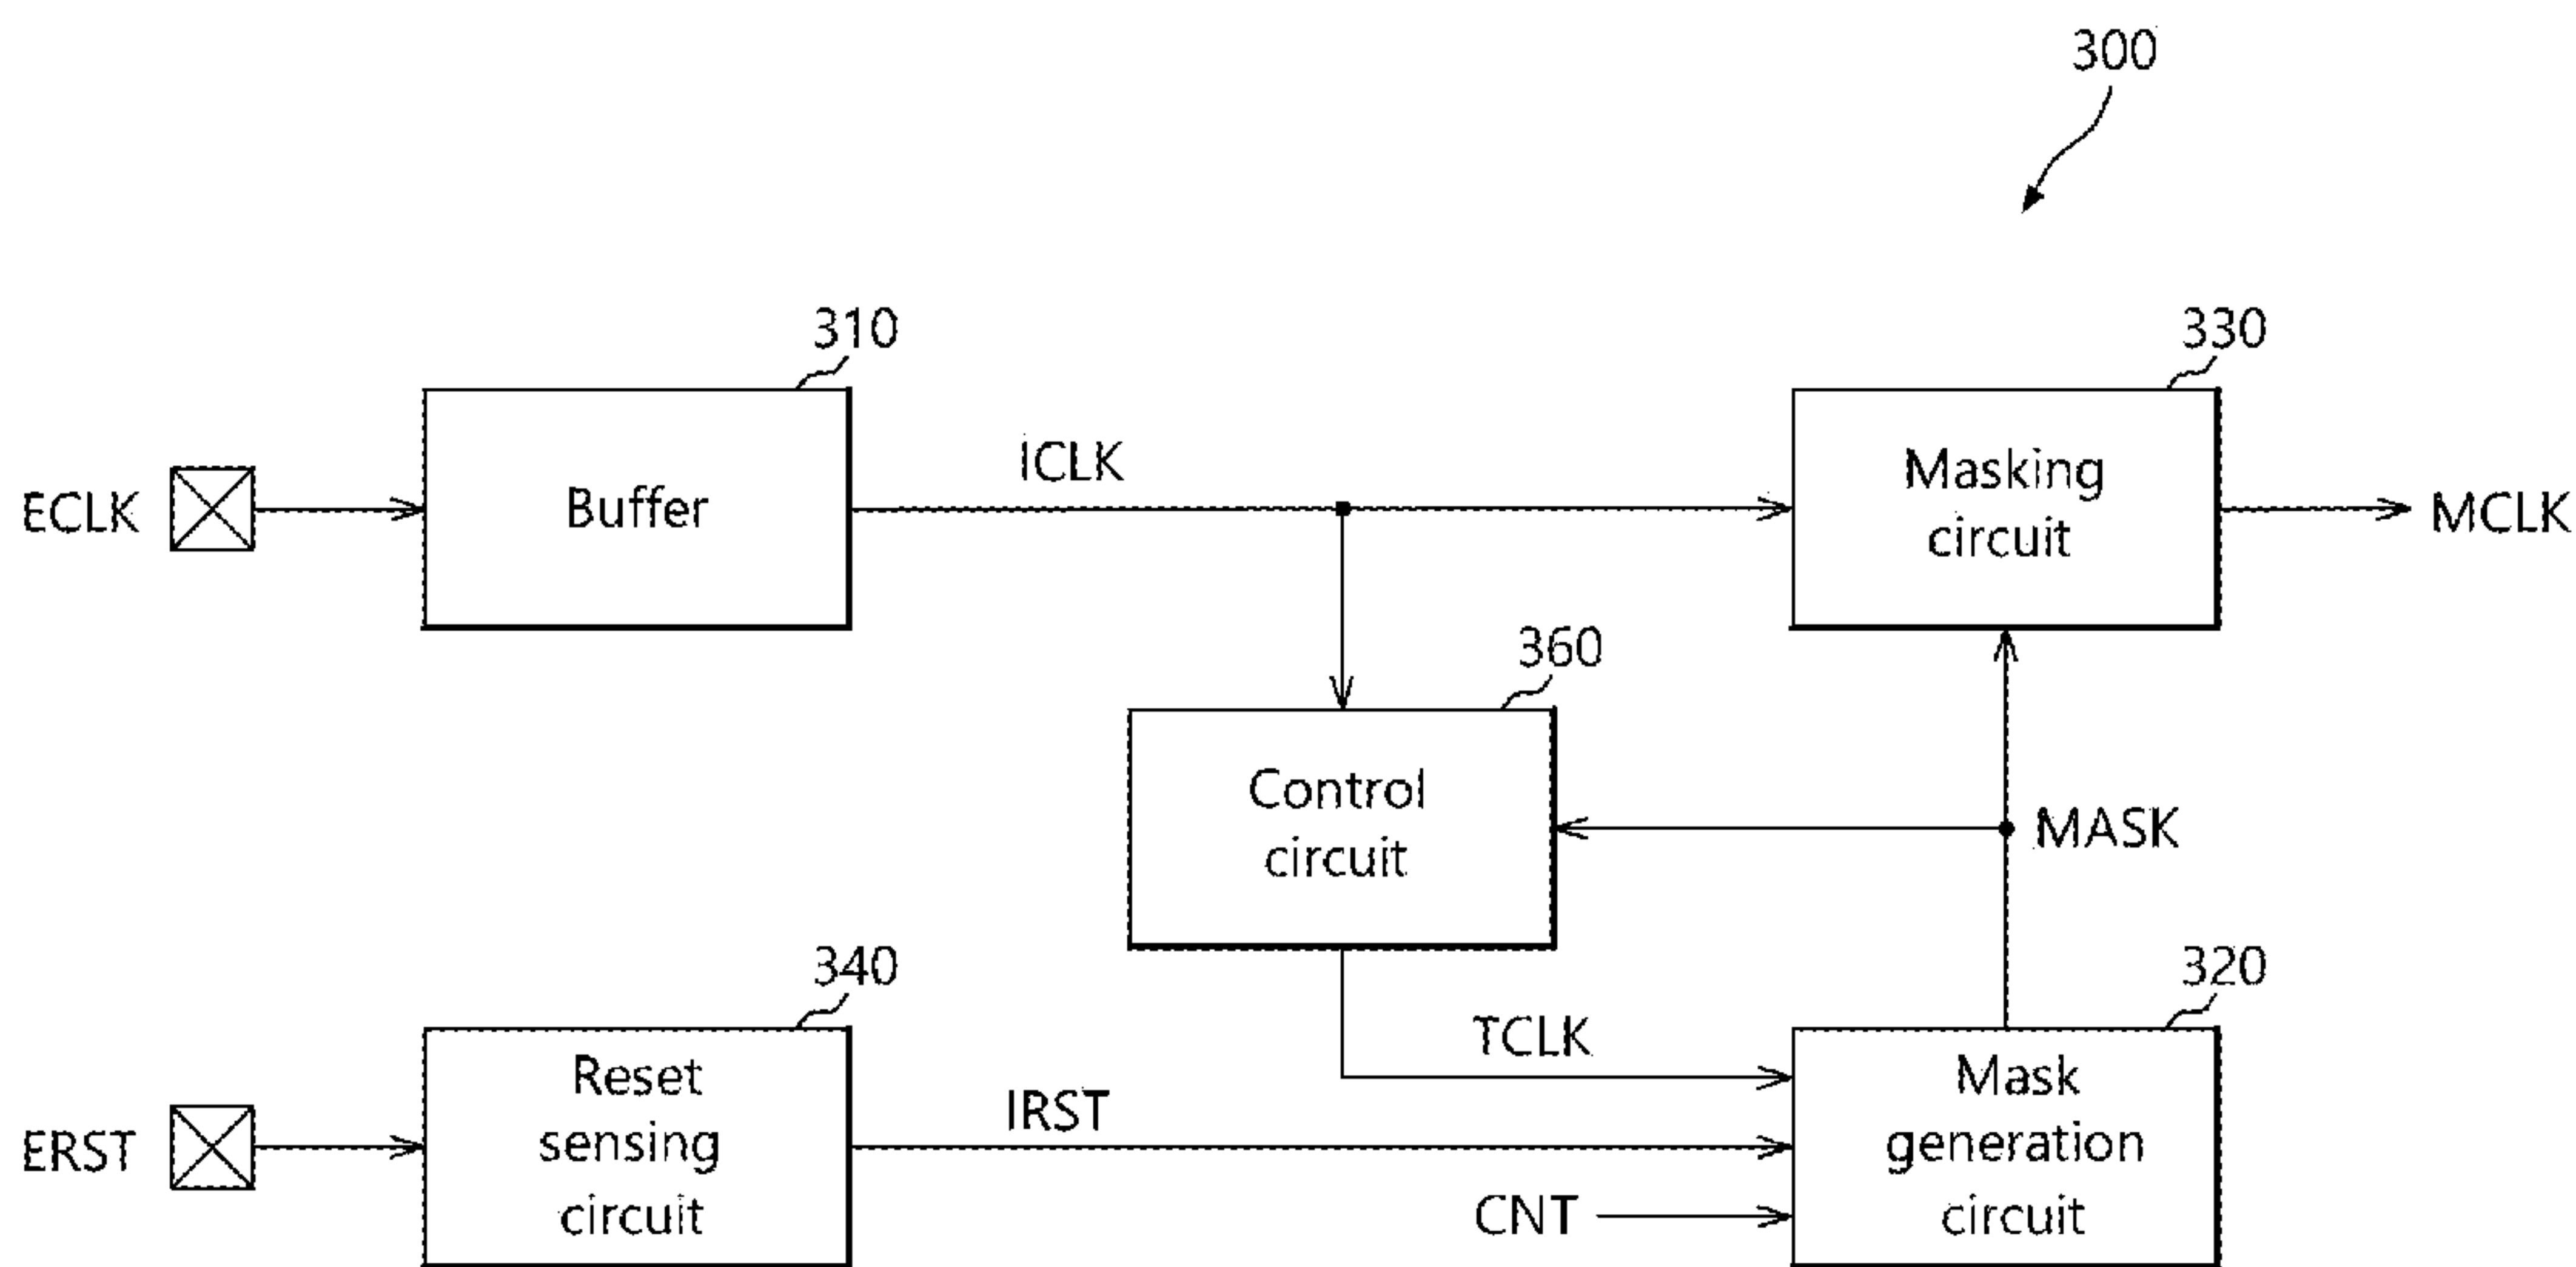 300
310
330
ECLK
Buffer
ICLK
Masking
circuit
MCLK
360
Control
circuit
MASK
340
320
TCLK
Reset
sensing
circuit
Mask
generation
circuit
ERST
IRST
CNT